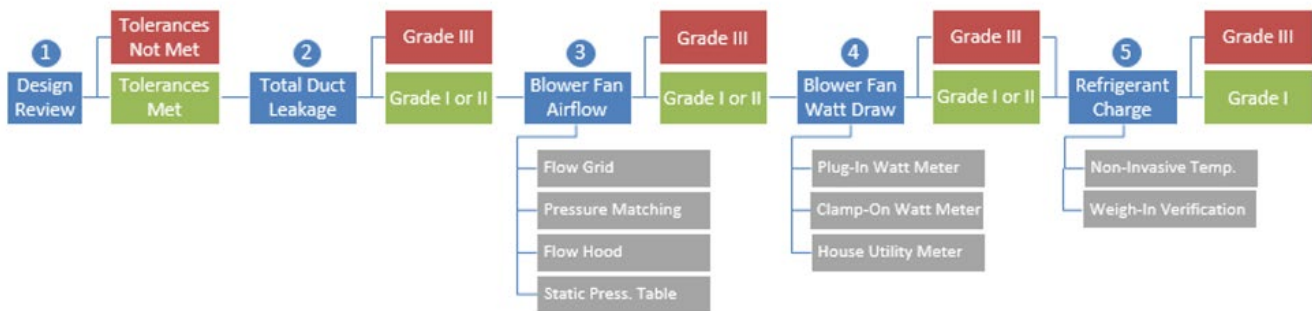 1
Design
Review
Tolerances
Not Met
Tolerances
Met
2
Total Duct
Leakage
Grade III
Grade I or II
3
Blower Fan
Airflow
Flow Grid
Pressure Matching
Flow Hood
Static Press. Table
Grade III
Grade I or II
4
Blower Fan
Watt Draw
Plug-In Watt Meter
Clamp-On Watt Meter
House Utility Meter
Grade III
Grade I or II
5
Refrigerant
Charge
Non-Invasive Temp.
Weigh-In Verification
Grade III
Grade I